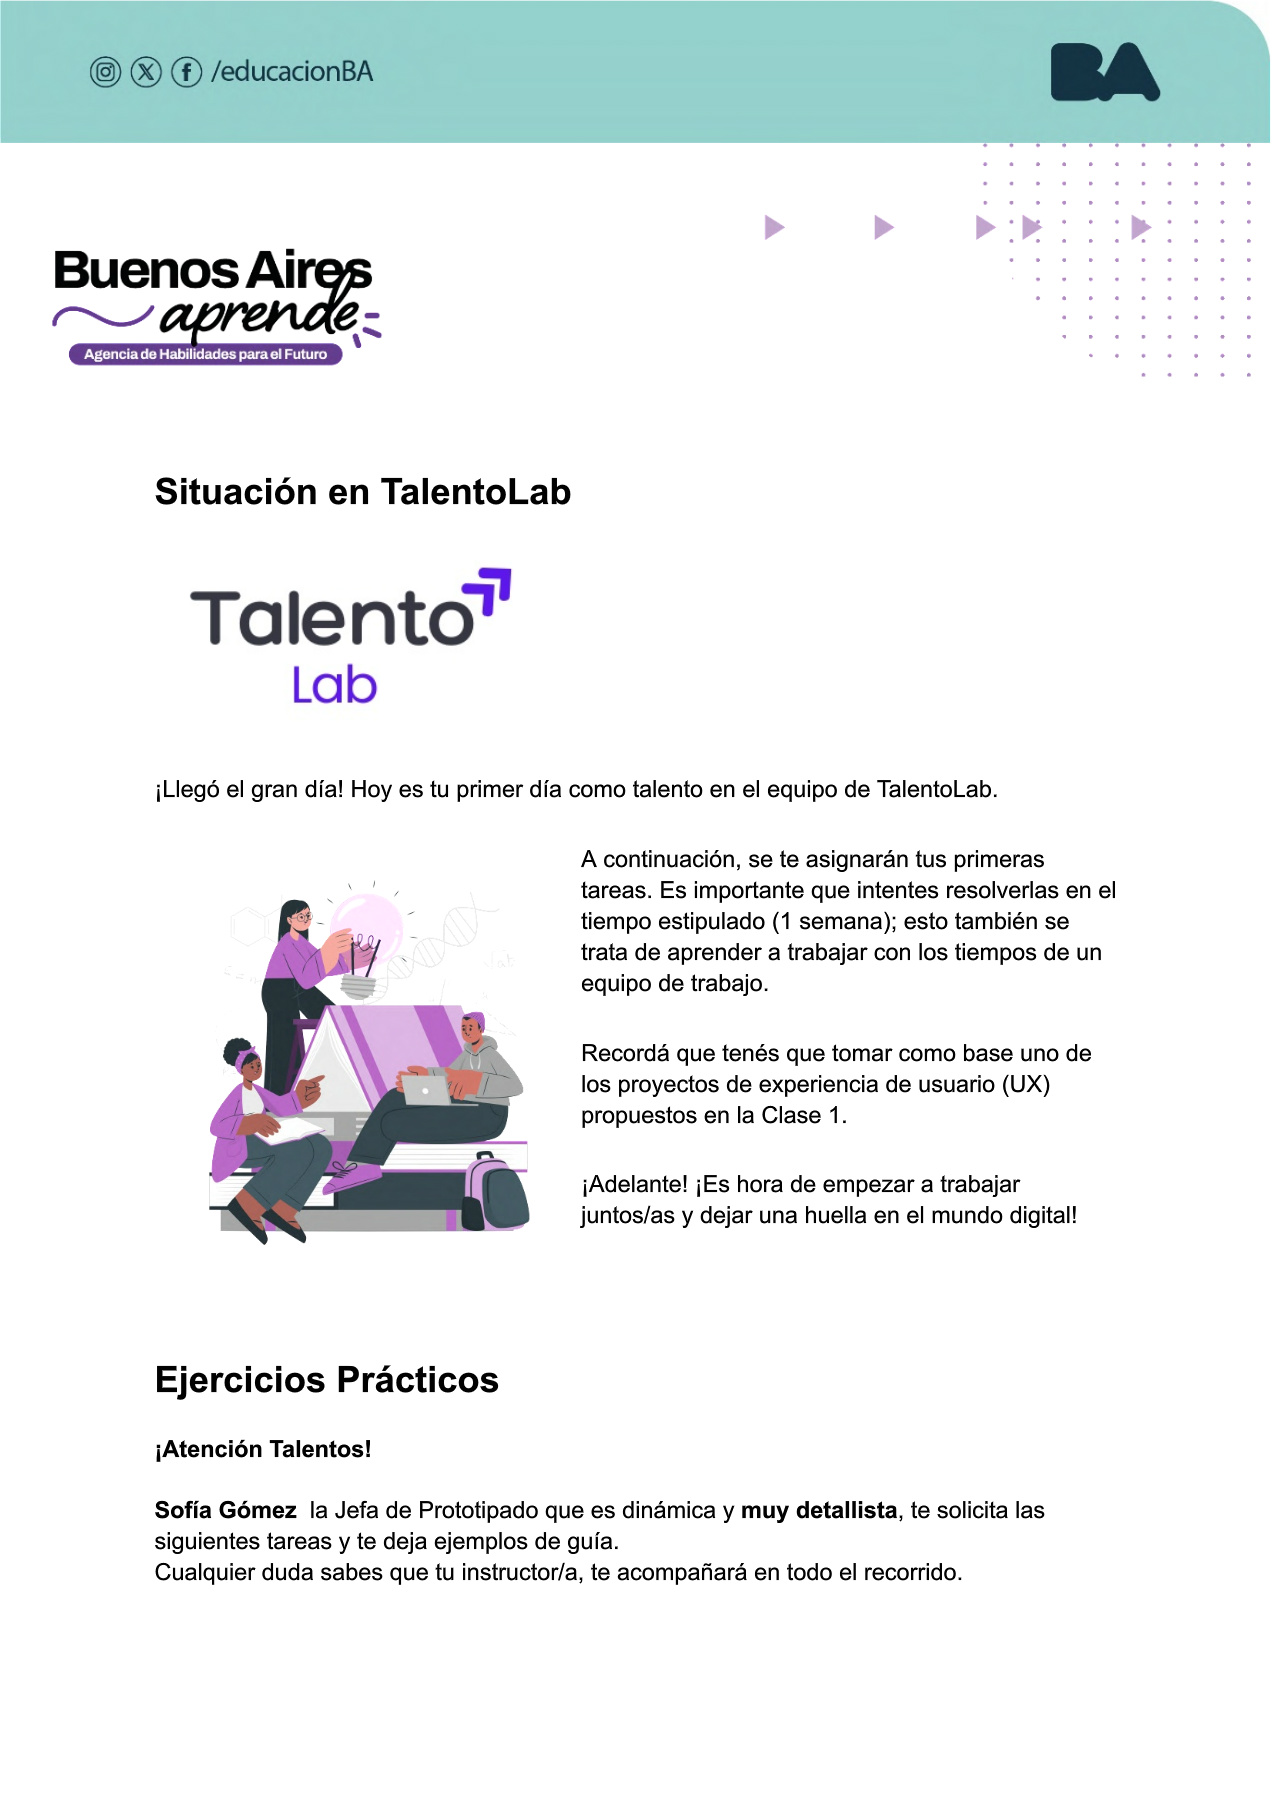 /educacionBA
BA
Buenos Aires
aprende
Agencia de Habilidades para el Futuro
Situación en TalentoLab
Talento
Lab
¡Llegó el gran día! Hoy es tu primer día como talento en el equipo de TalentoLab.
A continuación, se te asignarán tus primeras
tareas. Es importante que intentes resolverlas en el
tiempo estipulado (1 semana); esto también se
trata de aprender a trabajar con los tiempos de un
equipo de trabajo.
Recordá que tenés que tomar como base uno de
los proyectos de experiencia de usuario (UX)
propuestos en la Clase 1.
¡Adelante! ¡Es hora de empezar a trabajar
juntos/as y dejar una huella en el mundo digital!
Ejercicios Prácticos
¡Atención Talentos!
Sofía Gómez  la Jefa de Prototipado que es dinámica y muy detallista, te solicita las
siguientes tareas y te deja ejemplos de guía.
Cualquier duda sabes que tu instructor/a, te acompañará en todo el recorrido.